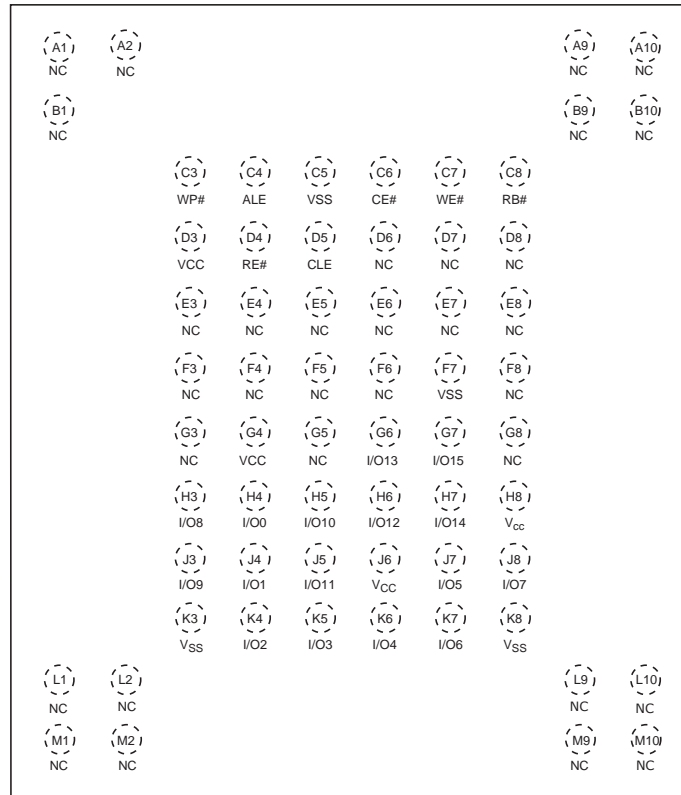 A1 A2 A9 A10
NC NC NC NC
B1 B9 B10
NC NC NC
C3 C4 C5 C6 C7 C8
WP# ALE VSS CE# WE# RB#
D3 D4 D5 D6 D7 D8
VCC RE# CLE NC NC NC
E3 E4 E5 E6 E7 E8
NC NC NC NC NC NC
F3 F4 F5 F6 F7 F8
NC NC NC NC VSS NC
G3 G4 G5 G6 G7 G8
NC VCC NC I/O13 I/O15 NC
H3 H4 H5 H6 H7 H8
I/O8 I/O0 I/O10 I/O12 I/O14 Vcc
J3 J4 J5 J6 J7 J8
I/O9 I/O1 I/O11 VCC I/O5 I/O7
K3 K4 K5 K6 K7 K8
VSS I/O2 I/O3 I/O4 I/O6 VSS
L1 L2 L9 L10
NC NC NC NC
M1 M2 M9 M10
NC NC NC NC